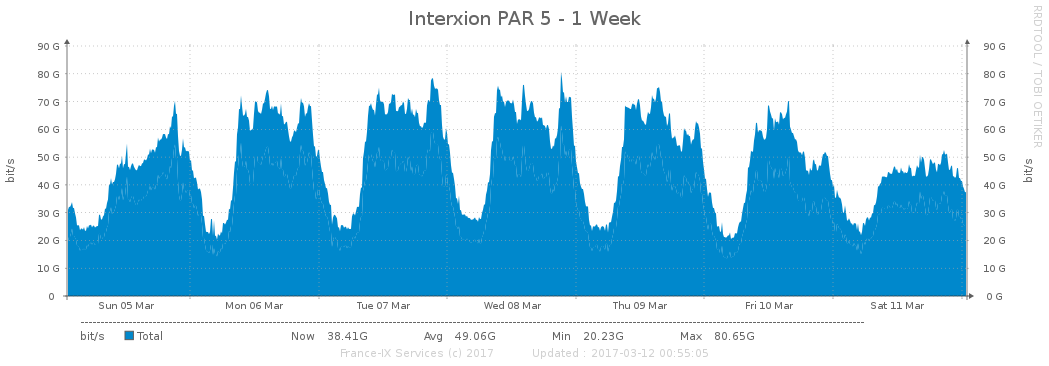 Interxion PAR 5 - 1 Week
RRDTOOL / TOBI OETIKER
90 G 90 G
80 G 80 G
70 G 70 G
60 G 60 G
50 G 50 G
40 G 40 G
30 G 30 G
20 G 20 G
10 G 10 G
0 0 G
bit/s
bit/s
Sun 05 Mar Mon 06 Mar Tue 07 Mar Wed 08 Mar Thu 09 Mar Fri 10 Mar Sat 11 Mar
bit/s Total Now 38.41G Avg 49.06G Min 20.23G Max 80.65G
France-IX Services (c) 2017 Updated : 2017-03-12 00:55:05